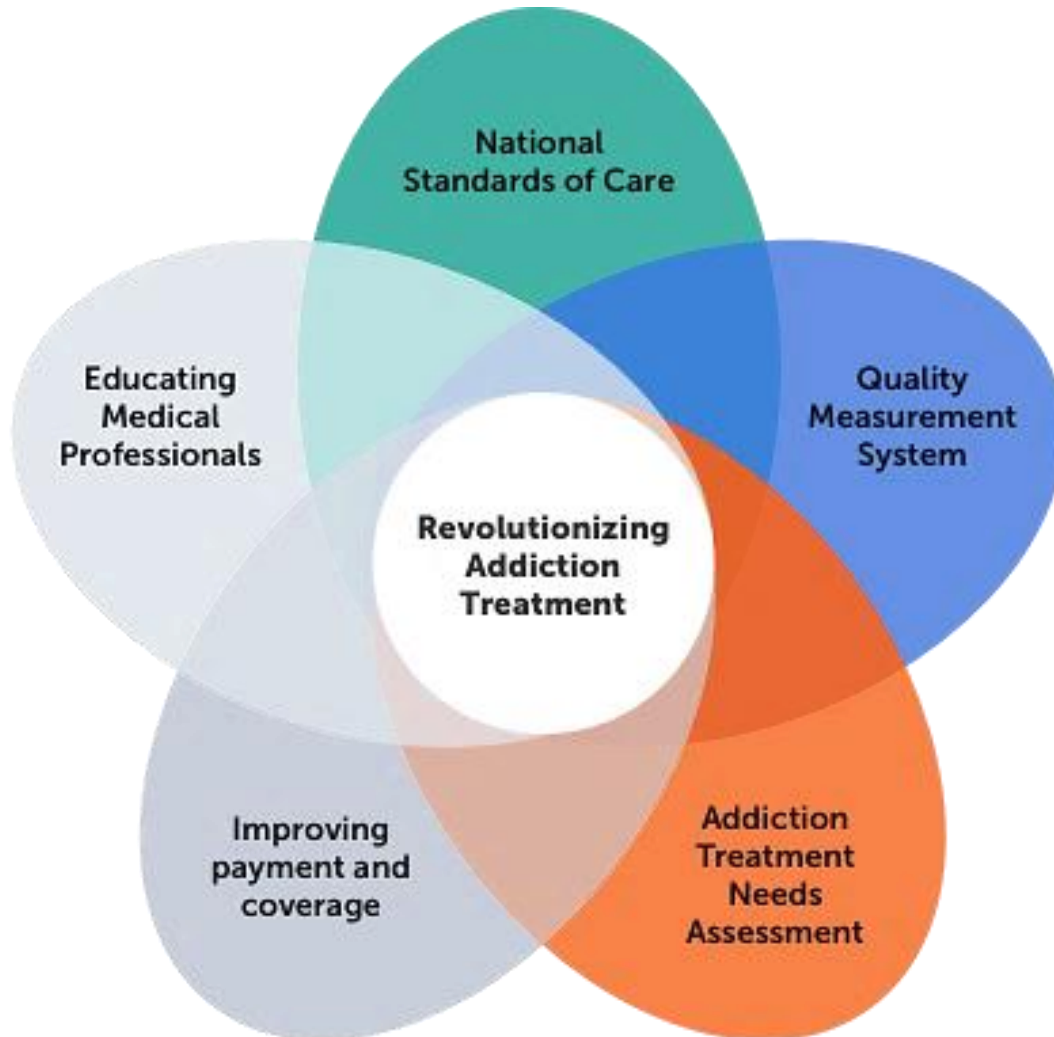 National
Standards of Care
Educating
Medical
Professionals
Quality
Measurement
System
Revolutionizing
Addiction
Treatment
Improving
payment and
coverage
Addiction
Treatment
Needs
Assessment